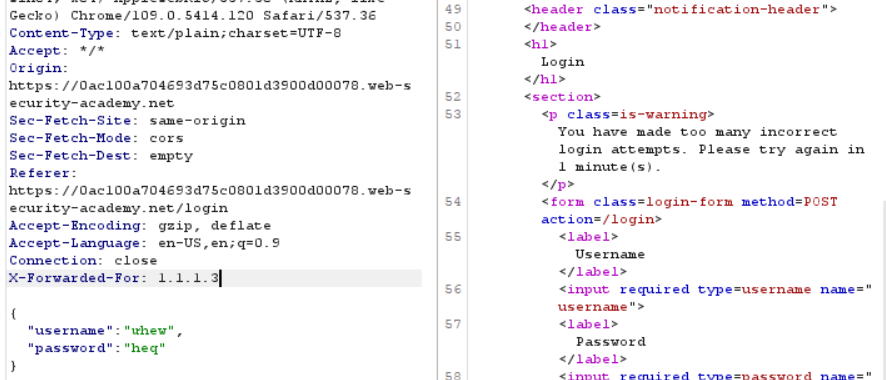 Gecko) Chrome/109.0.5414.120 Safari/537.36
Content-Type: text/plain;charset=UTF-8
Accept: */*
Origin:
https://0ac100a704693d75c0801d3900d00078.web-s
ecurity-academy.net
Sec-Fetch-Site: same-origin
Sec-Fetch-Mode: cors
Sec-Fetch-Dest: empty
Referer:
https://0ac100a704693d75c0801d3900d00078.web-s
ecurity-academy.net/login
Accept-Encoding: gzip, deflate
Accept-Language: en-US,en;q=0.9
Connection: close
X-Forwarded-For: 1.1.1.3
{
"username":"uhew",
"password":"heq"
}
49 <header class="notification-header">
50 </header>
51 <h1>
Login
</h1>
52 <section>
53 <p class=is-warning>
You have made too many incorrect
login attempts. Please try again in
1 minute(s).
</p>
54 <form class=login-form method=POST
action=/login>
55 <label>
Username
</label>
56 <input required type=username name="
username">
57 <label>
Password
</label>
58 <input required type=password name="